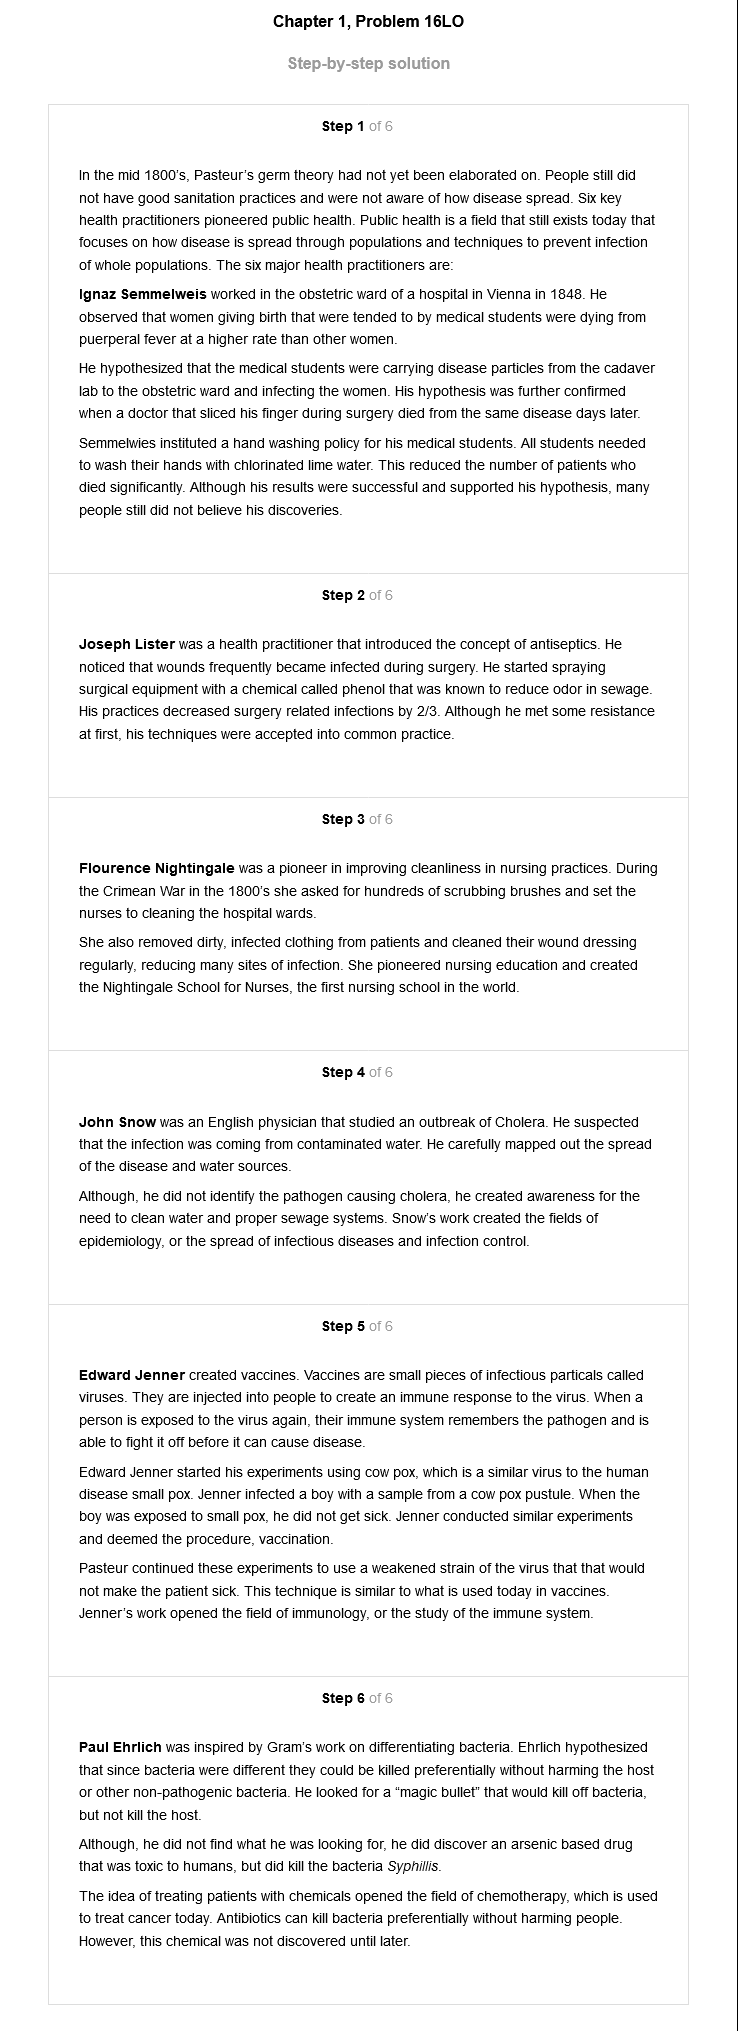 Chapter 1, Problem 16LO
Step-by-step solution
Step 1 of 6
In the mid 1800's, Pasteur's germ theory had not yet been elaborated on. People still did
not have good sanitation practices and were not aware of how disease spread. Six key
health practitioners pioneered public health. Public health is a field that still exists today that
focuses on how disease is spread through populations and techniques to prevent infection
of whole populations. The six major health practitioners are:
Ignaz Semmelweis worked in the obstetric ward of a hospital in Vienna in 1848. He
observed that women giving birth that were tended to by medical students were dying from
puerperal fever at a higher rate than other women.
He hypothesized that the medical students were carrying disease particles from the cadaver
lab to the obstetric ward and infecting the women. His hypothesis was further confirmed
when a doctor that sliced his finger during surgery died from the same disease days later.
Semmelwies instituted a hand washing policy for his medical students. All students needed
to wash their hands with chlorinated lime water. This reduced the number of patients who
died significantly. Although his results were successful and supported his hypothesis, many
people still did not believe his discoveries.
Step 2 of 6
Joseph Lister was a health practitioner that introduced the concept of antiseptics. He
noticed that wounds frequently became infected during surgery. He started spraying
surgical equipment with a chemical called phenol that was known to reduce odor in sewage.
His practices decreased surgery related infections by 2/3. Although he met some resistance
at first, his techniques were accepted into common practice.
Step 3 of 6
Flourence Nightingale was a pioneer in improving cleanliness in nursing practices. During
the Crimean War in the 1800's she asked for hundreds of scrubbing brushes and set the
nurses to cleaning the hospital wards.
She also removed dirty, infected clothing from patients and cleaned their wound dressing
regularly, reducing many sites of infection. She pioneered nursing education and created
the Nightingale School for Nurses, the first nursing school in the world.
Step 4 of 6
John Snow was an English physician that studied an outbreak of Cholera. He suspected
that the infection was coming from contaminated water. He carefully mapped out the spread
of the disease and water sources.
Although, he did not identify the pathogen causing cholera, he created awareness for the
need to clean water and proper sewage systems. Snow's work created the fields of
epidemiology, or the spread of infectious diseases and infection control.
Step 5 of 6
Edward Jenner created vaccines. Vaccines are small pieces of infectious particals called
viruses. They are injected into people to create an immune response to the virus. When a
person is exposed to the virus again, their immune system remembers the pathogen and is
able to fight it off before it can cause disease.
Edward Jenner started his experiments using cow pox, which is a similar virus to the human
disease small pox. Jenner infected a boy with a sample from a cow pox pustule. When the
boy was exposed to small pox, he did not get sick. Jenner conducted similar experiments
and deemed the procedure, vaccination.
Pasteur continued these experiments to use a weakened strain of the virus that that would
not make the patient sick. This technique is similar to what is used today in vaccines.
Jenner's work opened the field of immunology, or the study of the immune system.
Step 6 of 6
Paul Ehrlich was inspired by Gram's work on differentiating bacteria. Ehrlich hypothesized
that since bacteria were different they could be killed preferentially without harming the host
or other non-pathogenic bacteria. He looked for a “magic bullet” that would kill off bacteria,
but not kill the host.
Although, he did not find what he was looking for, he did discover an arsenic based drug
that was toxic to humans, but did kill the bacteria Syphillis.
The idea of treating patients with chemicals opened the field of chemotherapy, which is used
to treat cancer today. Antibiotics can kill bacteria preferentially without harming people.
However, this chemical was not discovered until later.